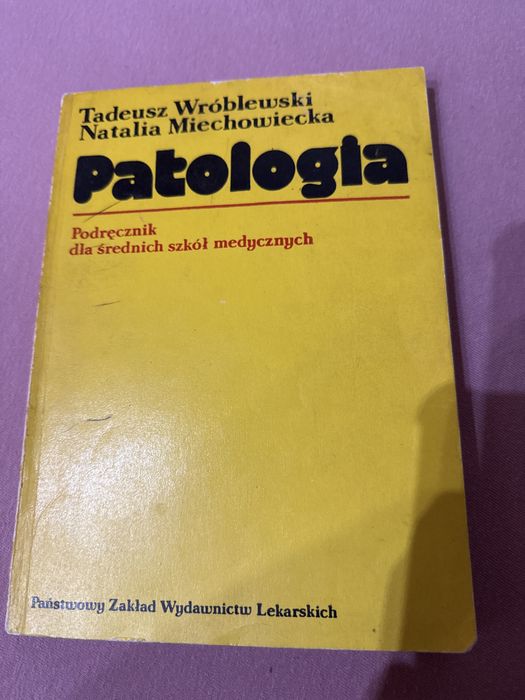 Tadeusz Wróblewski
Natalia Miechowiecka
Patologia
Podręcznik
dla średnich szkół medycznych
Państwowy Zakład Wydawnictw Lekarskich